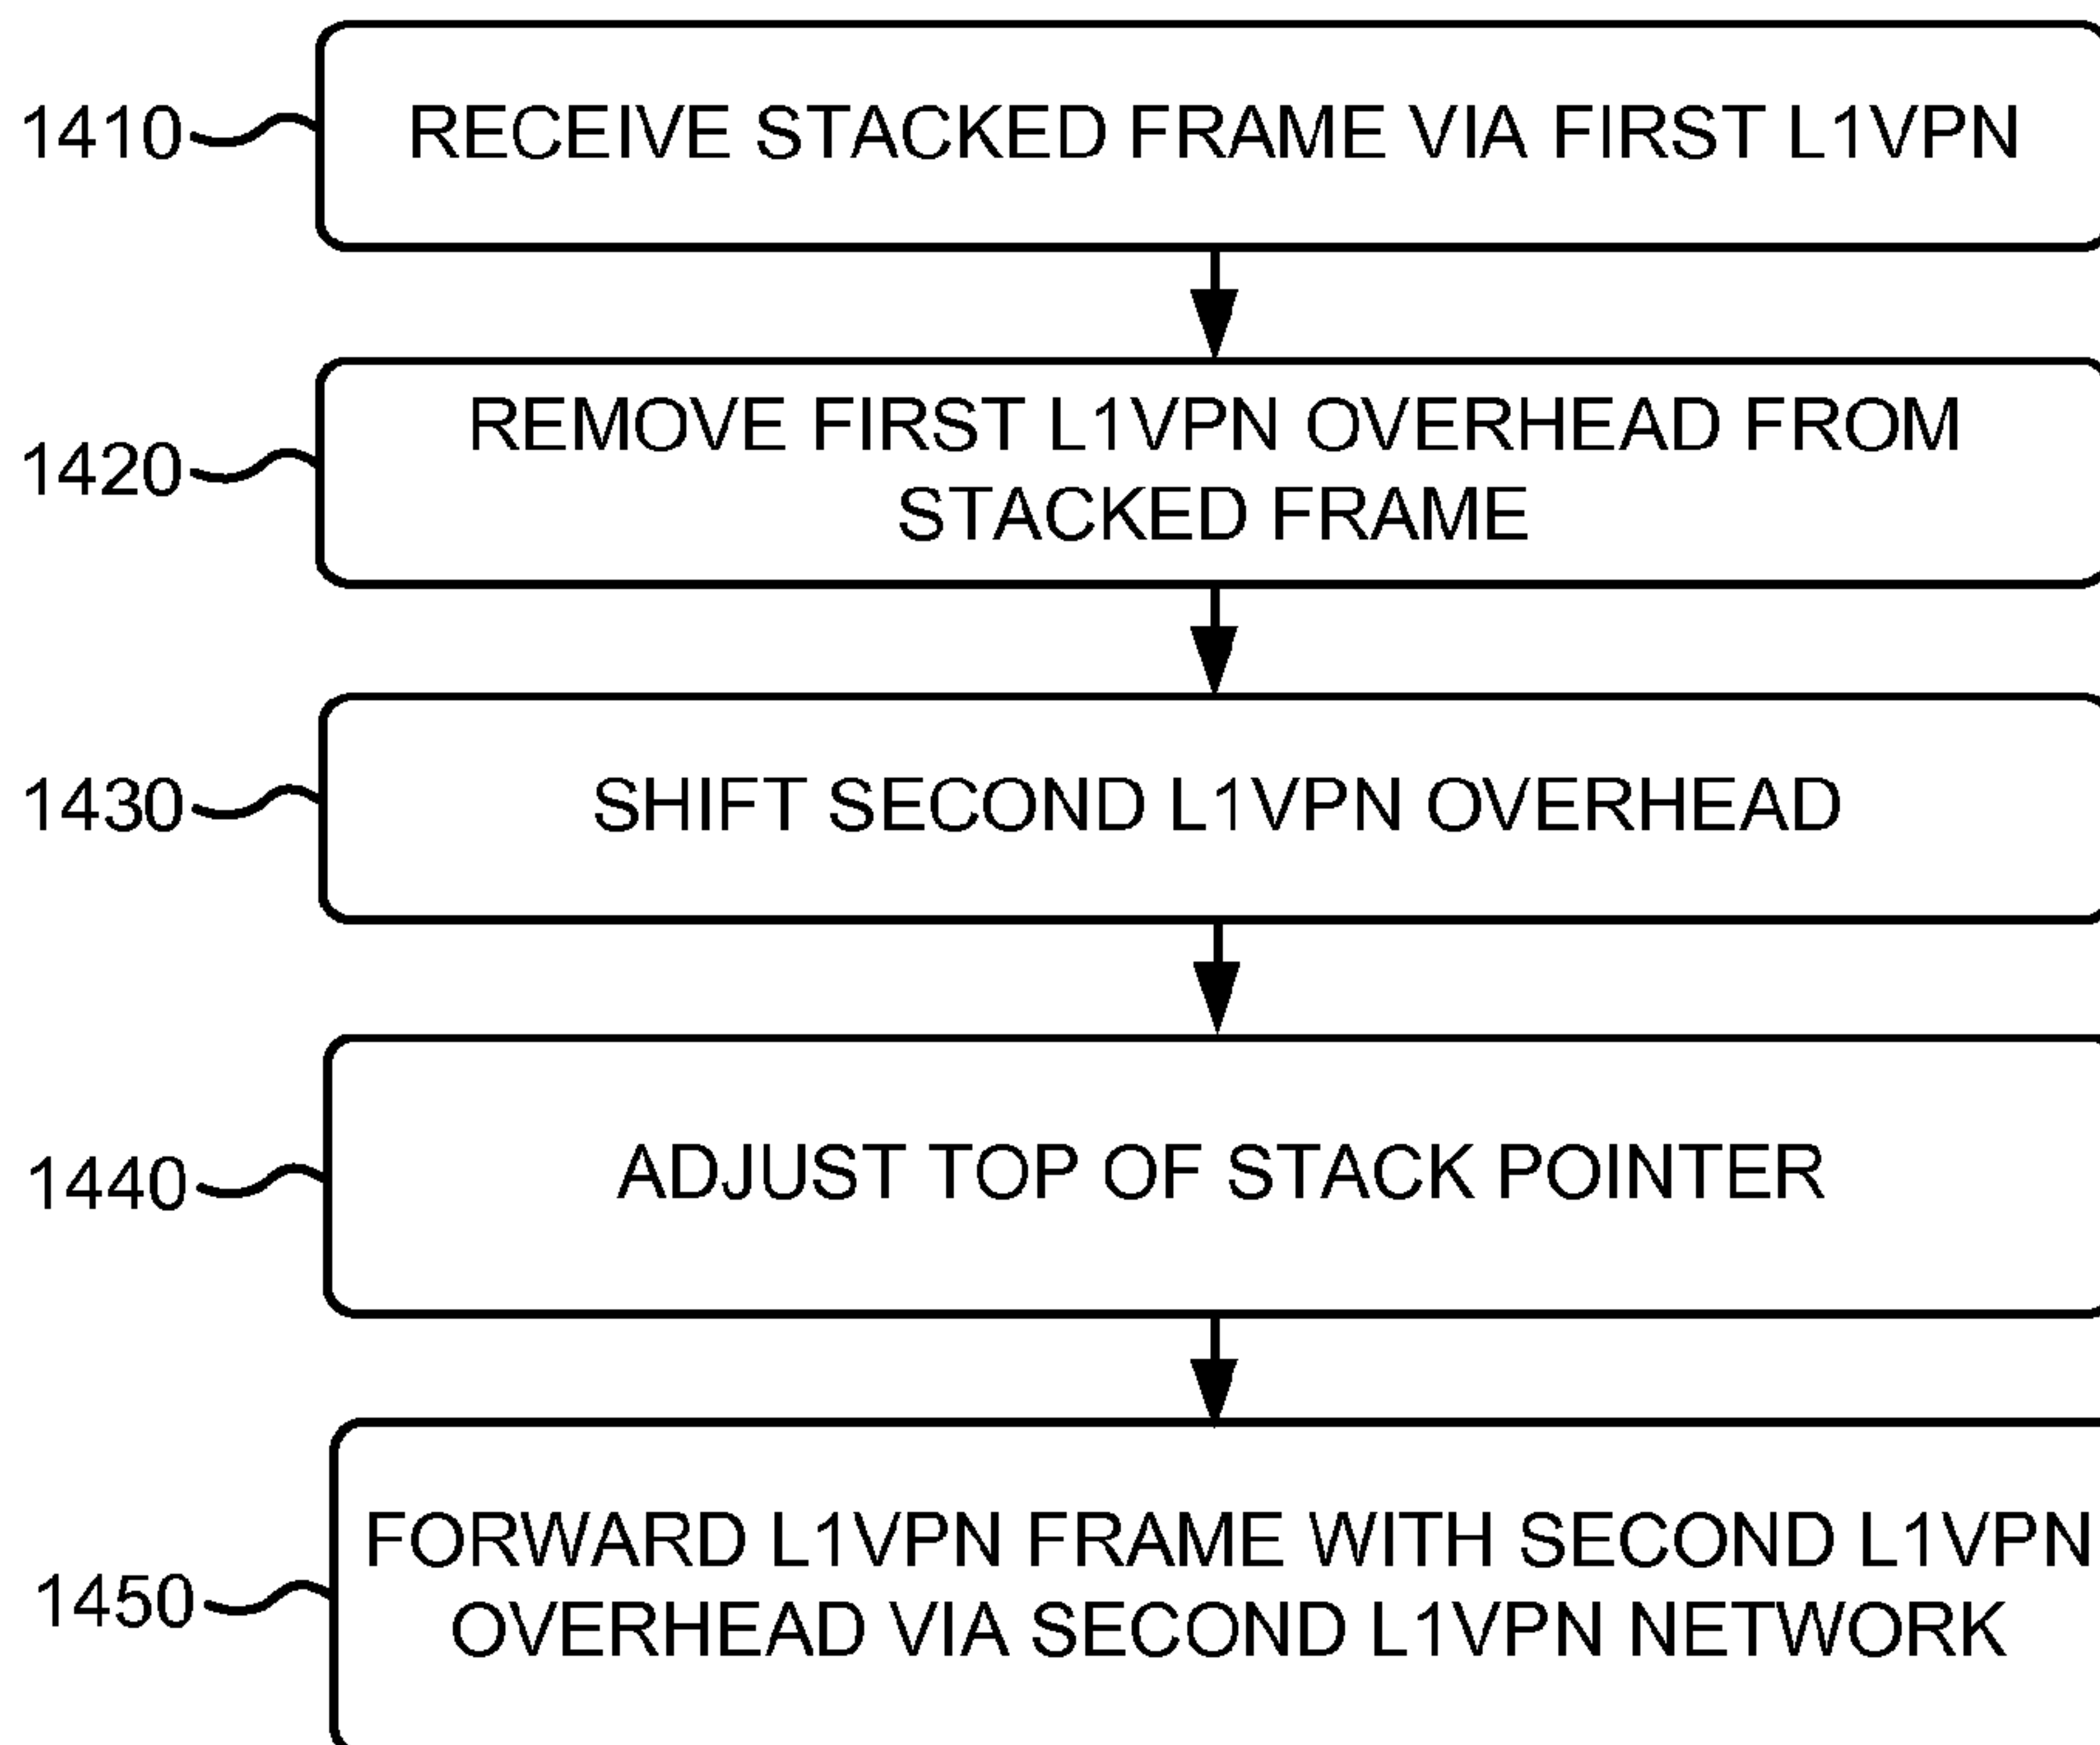 1410
RECEIVE STACKED FRAME VIA FIRST L1VPN
1420
REMOVE FIRST L1VPN OVERHEAD FROM
STACKED FRAME
1430
SHIFT SECOND L1VPN OVERHEAD
1440
ADJUST TOP OF STACK POINTER
1450
FORWARD L1VPN FRAME WITH SECOND L1VPN
OVERHEAD VIA SECOND L1VPN NETWORK